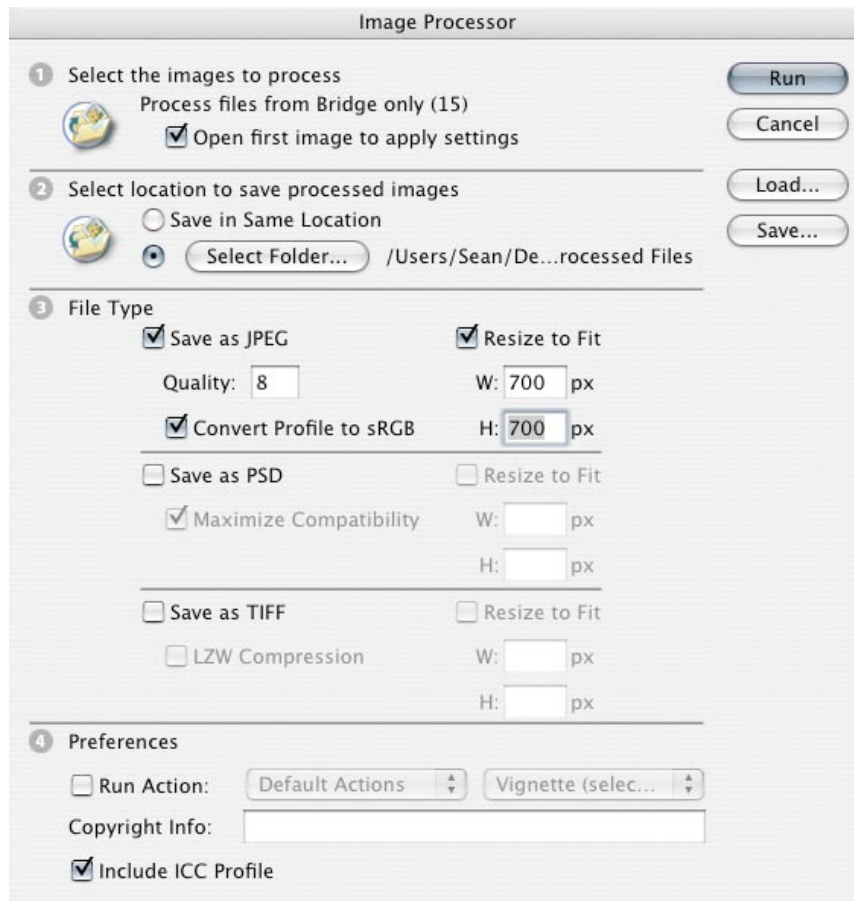 Image Processor
1 Select the images to process
Process files from Bridge only (15)
Open first image to apply settings
Run
Cancel
2 Select location to save processed images
Load...
Save in Same Location
Save...
Select Folder... /Users/Sean/De...rocessed Files
3 File Type
Save as JPEG Resize to Fit
Quality: 8 W: 700 px
Convert Profile to sRGB H: 700 px
Save as PSD Resize to Fit
Maximize Compatibility W: px
H: px
Save as TIFF Resize to Fit
LZW Compression W: px
H: px
4 Preferences
Run Action: Default Actions Vignette (selec...
Copyright Info:
Include ICC Profile